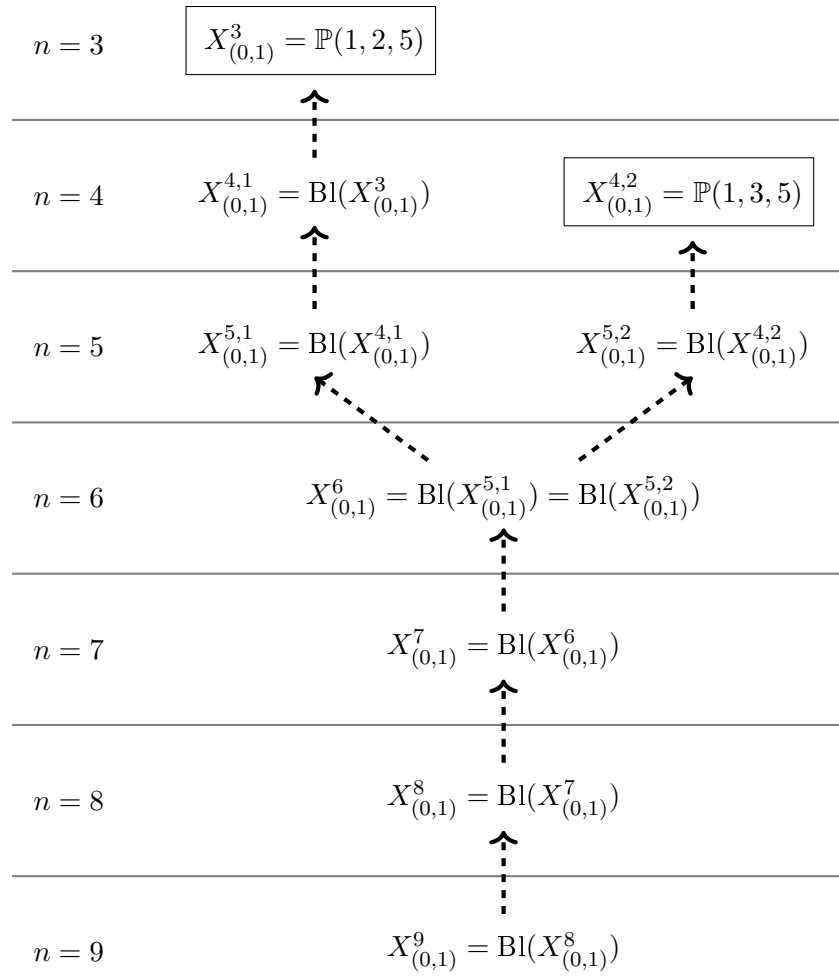 n = 3 X^3_{(0,1)} = ℙ(1, 2, 5)
n = 4 X^{4,1}_{(0,1)} = Bl(X^3_{(0,1)}) X^{4,2}_{(0,1)} = ℙ(1, 3, 5)
n = 5 X^{5,1}_{(0,1)} = Bl(X^{4,1}_{(0,1)}) X^{5,2}_{(0,1)} = Bl(X^{4,2}_{(0,1)})
n = 6 X^6_{(0,1)} = Bl(X^{5,1}_{(0,1)}) = Bl(X^{5,2}_{(0,1)})
n = 7 X^7_{(0,1)} = Bl(X^6_{(0,1)})
n = 8 X^8_{(0,1)} = Bl(X^7_{(0,1)})
n = 9 X^9_{(0,1)} = Bl(X^8_{(0,1)})